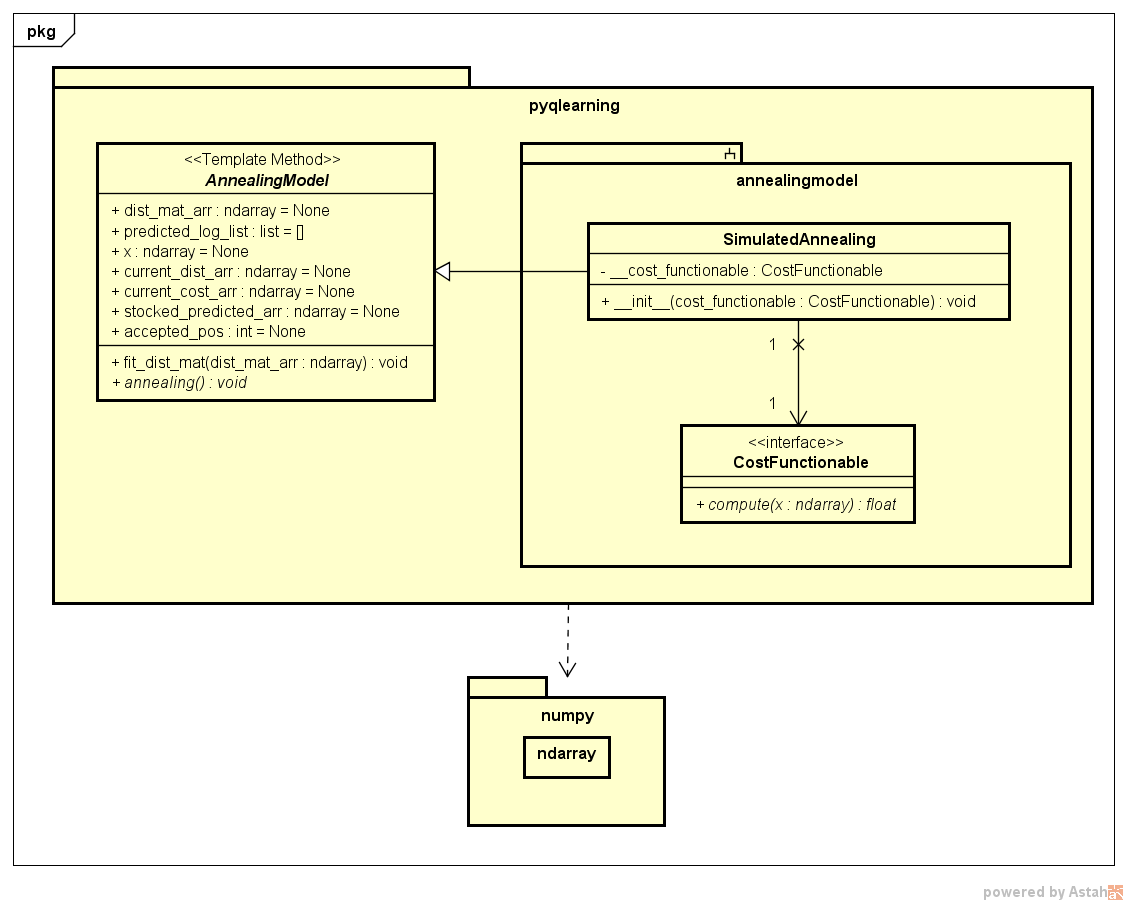 pkg
pyqlearning
<<Template Method>>
AnnealingModel
+ dist_mat_arr : ndarray = None
+ predicted_log_list : list = []
+ x : ndarray = None
+ current_dist_arr : ndarray = None
+ current_cost_arr : ndarray = None
+ stocked_predicted_arr : ndarray = None
+ accepted_pos : int = None
+ fit_dist_mat(dist_mat_arr : ndarray) : void
+ annealing() : void
annealingmodel
SimulatedAnnealing
- __cost_functionable : CostFunctionable
+ __init__(cost_functionable : CostFunctionable) : void
1
1
<<interface>>
CostFunctionable
+ compute(x : ndarray) : float
numpy
ndarray
powered by Astah